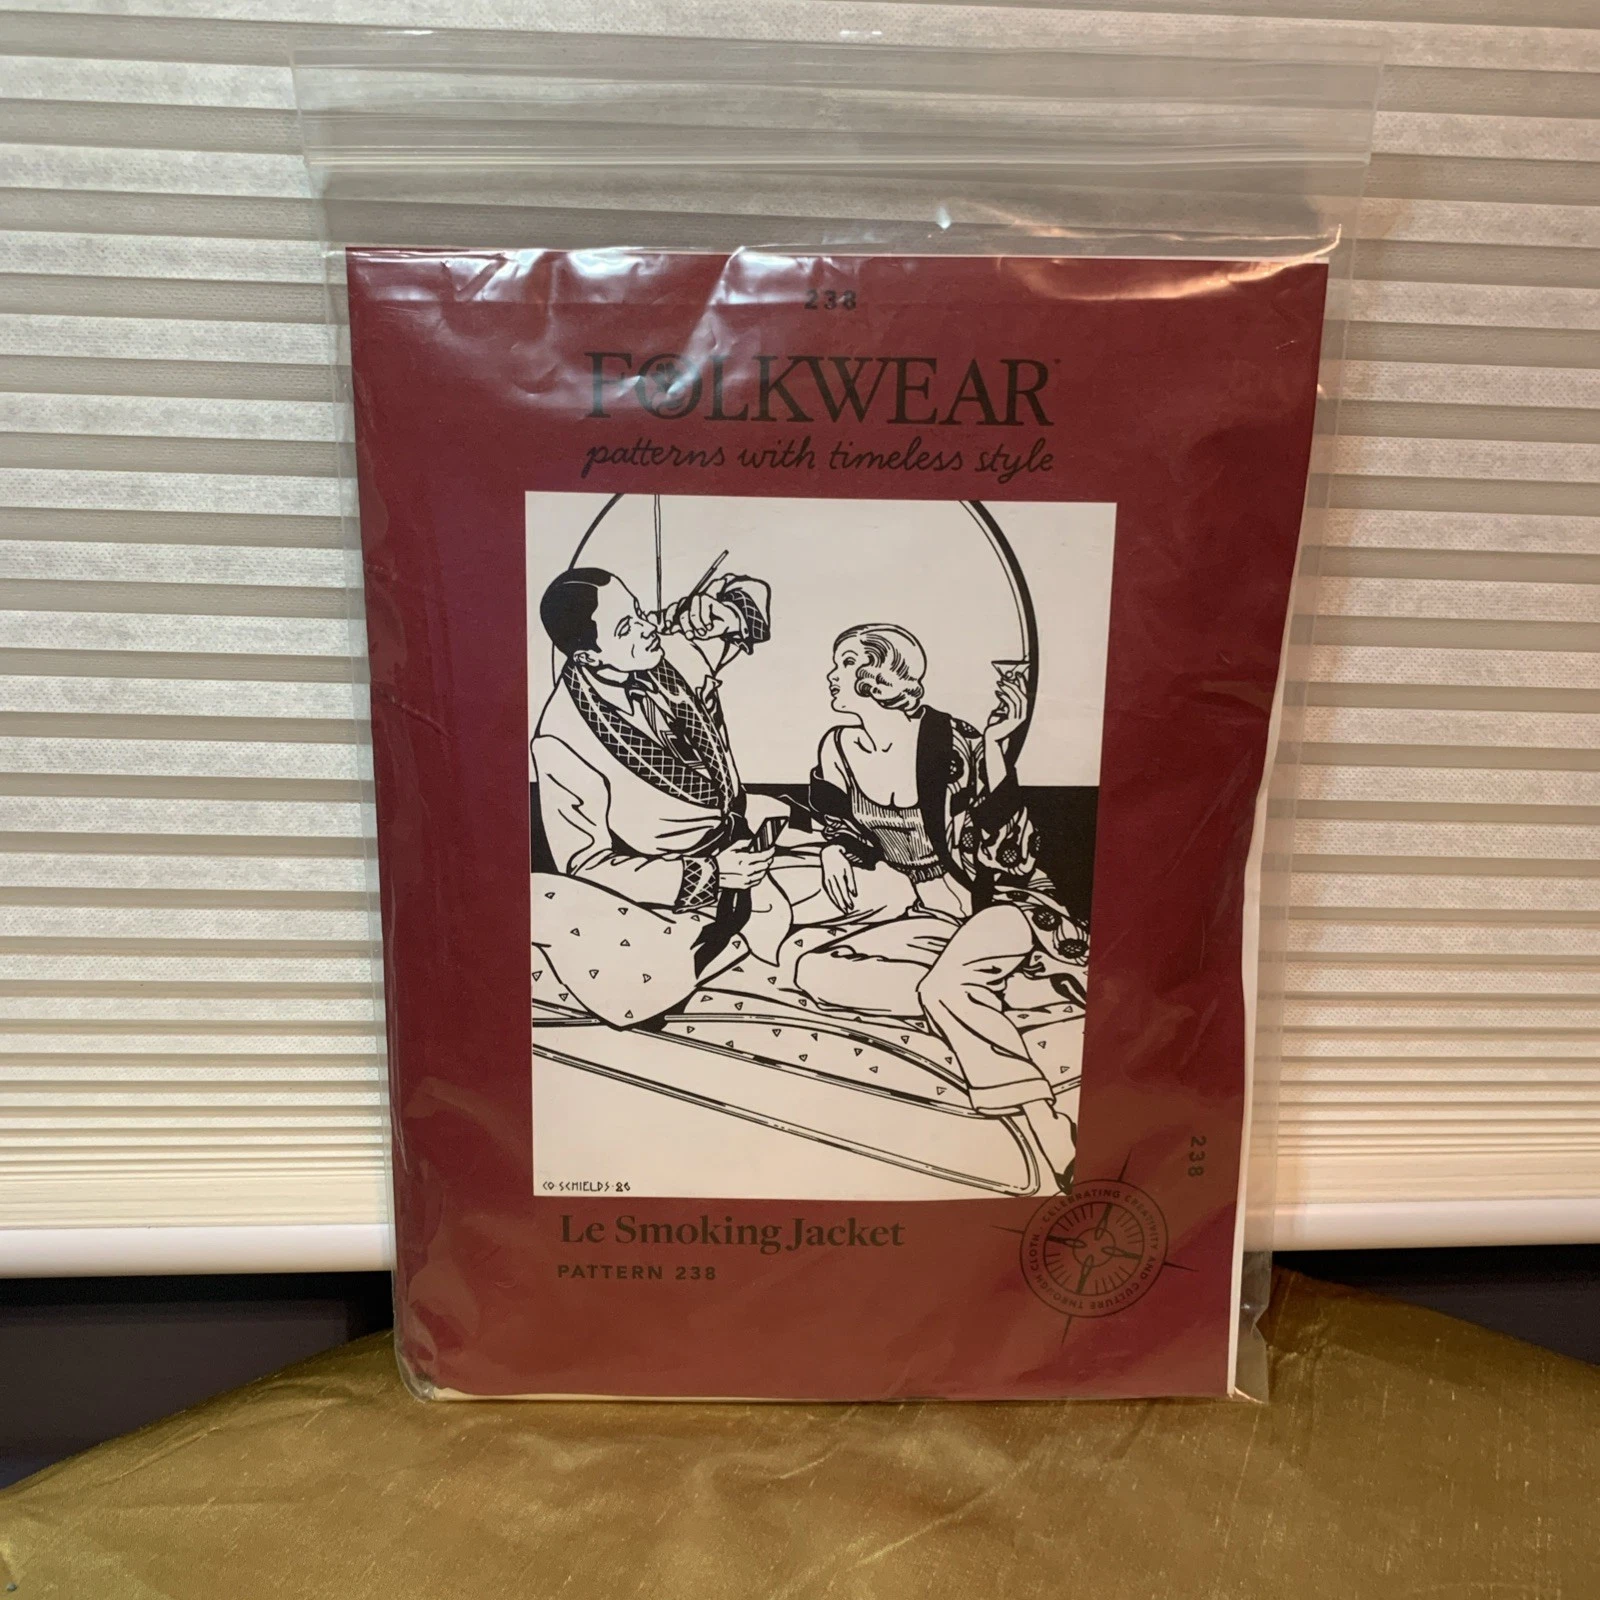 238
FOLKWEAR
patterns with timeless style
CO·SCHIELDS·86
Le Smoking Jacket
PATTERN 238
238
CELEBRATING CREATIVITY AND CULTURE THROUGH CLOTH ·